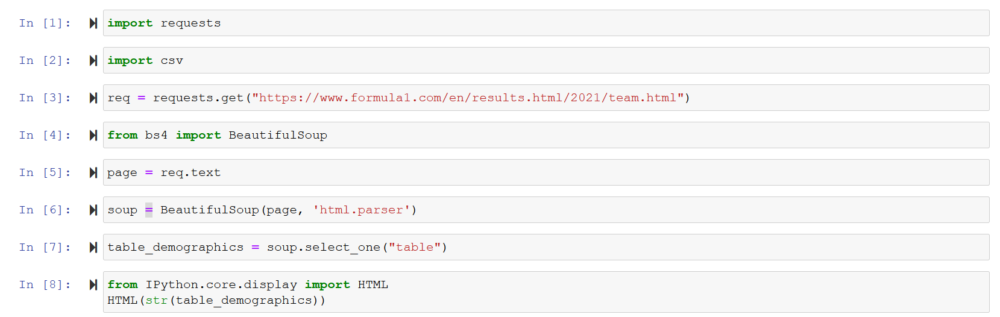 In [1]: import requests
In [2]: import csv
In [3]: req = requests.get("https://www.formula1.com/en/results.html/2021/team.html")
In [4]: from bs4 import BeautifulSoup
In [5]: page = req.text
In [6]: soup = BeautifulSoup(page, 'html.parser')
In [7]: table_demographics = soup.select_one("table")
In [8]: from IPython.core.display import HTML
HTML(str(table_demographics))